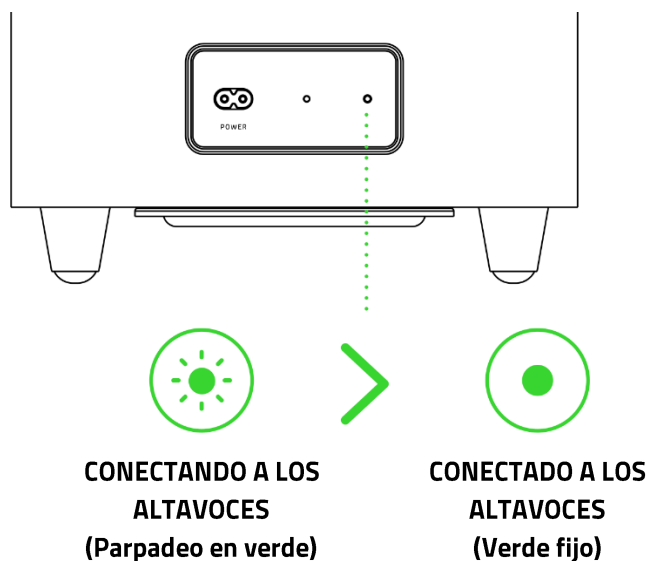 POWER
CONECTANDO A LOS
ALTAVOCES
(Parpadeo en verde)
CONECTADO A LOS
ALTAVOCES
(Verde fijo)